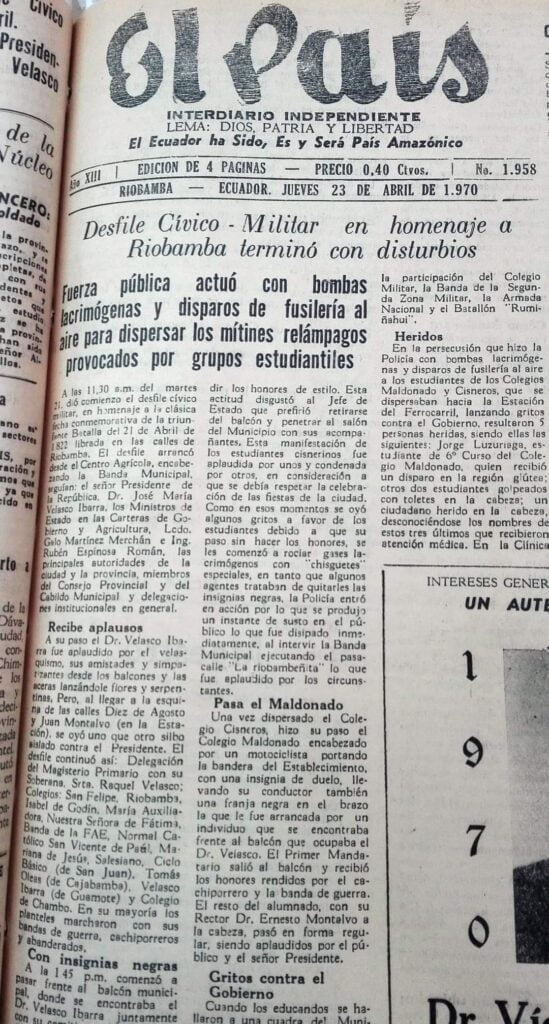 Cívico
ril.
Presiden-
Velasco
de la
Núcleo
NCERO:
oldado
El País
INTERDIARIO INDEPENDIENTE
LEMA: DIOS, PATRIA Y LIBERTAD
El Ecuador ha Sido, Es y Será País Amazónico
Año XIII | EDICION DE 4 PAGINAS — PRECIO 0,40 Ctvos. | No. 1.958
RIOBAMBA — ECUADOR. JUEVES 23 DE ABRIL DE 1.970
Desfile Cívico - Militar en homenaje a
Riobamba terminó con disturbios
Fuerza pública actuó con bombas
lacrimógenas y disparos de fusilería al
aire para dispersar los mítines relámpagos
provocados por grupos estudiantiles
A las 11,30 a.m. del martes
21, dió comienzo el desfile cívico
militar, en homenaje a la clásica
fecha conmemorativa de la triun-
fante Batalla del 21 de Abril de
1.822 librada en las calles de
Riobamba. El desfile arrancó
desde el Centro Agrícola, encabe-
zando la Banda Municipal,
seguían: el señor Presidente de
la República, Dr. José María
Velasco Ibarra, los Ministros de
Estado en las Carteras de Gobier-
no y Agricultura, Lcdo.
Galo Martínez Merchán e Ing.
Rubén Espinosa Román, las
principales autoridades de la
ciudad y la provincia, miembros
del Consejo Provincial y del
Cabildo Municipal y delegacio-
nes institucionales en general.
Recibe aplausos
A su paso el Dr. Velasco Iba-
rra fue aplaudido por el velas-
quismo, sus amistades y simpa-
tizantes desde los balcones y las
aceras lanzándole flores y serpen-
tinas, Pero, al llegar a la esqui-
na de las calles Diez de Agosto
y Juan Montalvo (en la Esta-
ción), se oyó uno que otro silbo
aislado contra el Presidente. El
desfile continuó así: Delegación
del Magisterio Primario con su
Soberana, Srta. Raquel Velasco;
Colegios: San Felipe, Riobamba,
Isabel de Godín, María Auxilia-
dora, Nuestra Señora de Fátima,
Banda de la FAE, Normal Ca-
tólico San Vicente de Paúl, Ma-
riana de Jesús, Salesiano, Ciclo
Básico (de San Juan), Tomás
Oleas (de Cajabamba), Velasco
Ibarra (de Guamote) y Colegio
de Chambo. En su mayoría los
planteles marcharon con sus
bandas de guerra, cachiporreros
y abanderados.
Con insignias negras
A la 1 45 p.m. comenzó a
pasar frente al balcón munici-
pal, donde se encontraba el
Dr. Velasco Ibarra juntamente
dir los honores de estilo. Esta
actitud disgustó al Jefe de
Estado que prefirió retirarse
del balcón y penetrar al salón
del Municipio con sus acompa-
ñantes. Esta manifestación de
los estudiantes cisnerinos fue
aplaudida por unos y condenada
por otros, en consideración a
que se debía respetar la celebra-
ción de las fiestas de la ciudad.
Como en esos momentos se oyó
algunos gritos a favor de los
estudiantes debido a que su
paso sin hacer los honores, se
les comenzó a rociar gases la-
crimógenos con "chisguetes"
especiales, en tanto que algunos
agentes trataban de quitarles las
insignias negras, la Policía entró
en acción por lo que se produjo
un instante de susto en el pú-
blico lo que fue disipado inme-
diatamente, al intervir la Banda
Municipal ejecutando el pasa-
calle "La riobambeñita" lo que
fue aplaudido por los circuns-
tantes.
Pasa el Maldonado
Una vez dispersado el Cole-
gio Cisneros, hizo su paso el
Colegio Maldonado encabezado
por un motociclista portando
la bandera del Establecimiento,
con una insignia de duelo, lle-
vando su conductor también
una franja negra en el brazo
la que le fue arrancada por un
individuo que se encontraba
frente al balcón que ocupaba el
Dr. Velasco. El Primer Manda-
tario salió al balcón y recibió
los honores rendidos por el ca-
chiporrero y la banda de guerra.
El resto del alumnado, con su
Rector Dr. Ernesto Montalvo a
la cabeza, pasó en forma regu-
lar, siendo aplaudidos por el pú-
blico y el señor Presidente.
Gritos contra el
Gobierno
Cuando los educandos se ha-
llaron a una cuadra del Muni-
la participación del Colegio
Militar, la Banda de la Segun-
da Zona Militar, la Armada
Nacional y el Batallón "Rumi-
ñahui".
Heridos
En la persecución que hizo la
Policía con bombas lacrimóge-
nas y disparos de fusilería al aire
a los estudiantes de los Colegios
Maldonado y Cisneros, que se
dispersaban hacia la Estación
del Ferrocarril, lanzando gritos
contra el Gobierno, resultaron 5
personas heridas, siendo ellas las
siguientes: Jorge Luzuriaga, es-
tudiante de 6º Curso del Cole-
gio Maldonado, quien recibió
un disparo en la región glútea;
otros dos estudiantes golpeados
con toletes en la cabeza; un
ciudadano herido en la cabeza,
desconociéndose los nombres de
estos tres últimos que recibieron
atención médica. En la Clínica
INTERESES GENER
UN AUTE
1
9
7
0
Dr. Ví